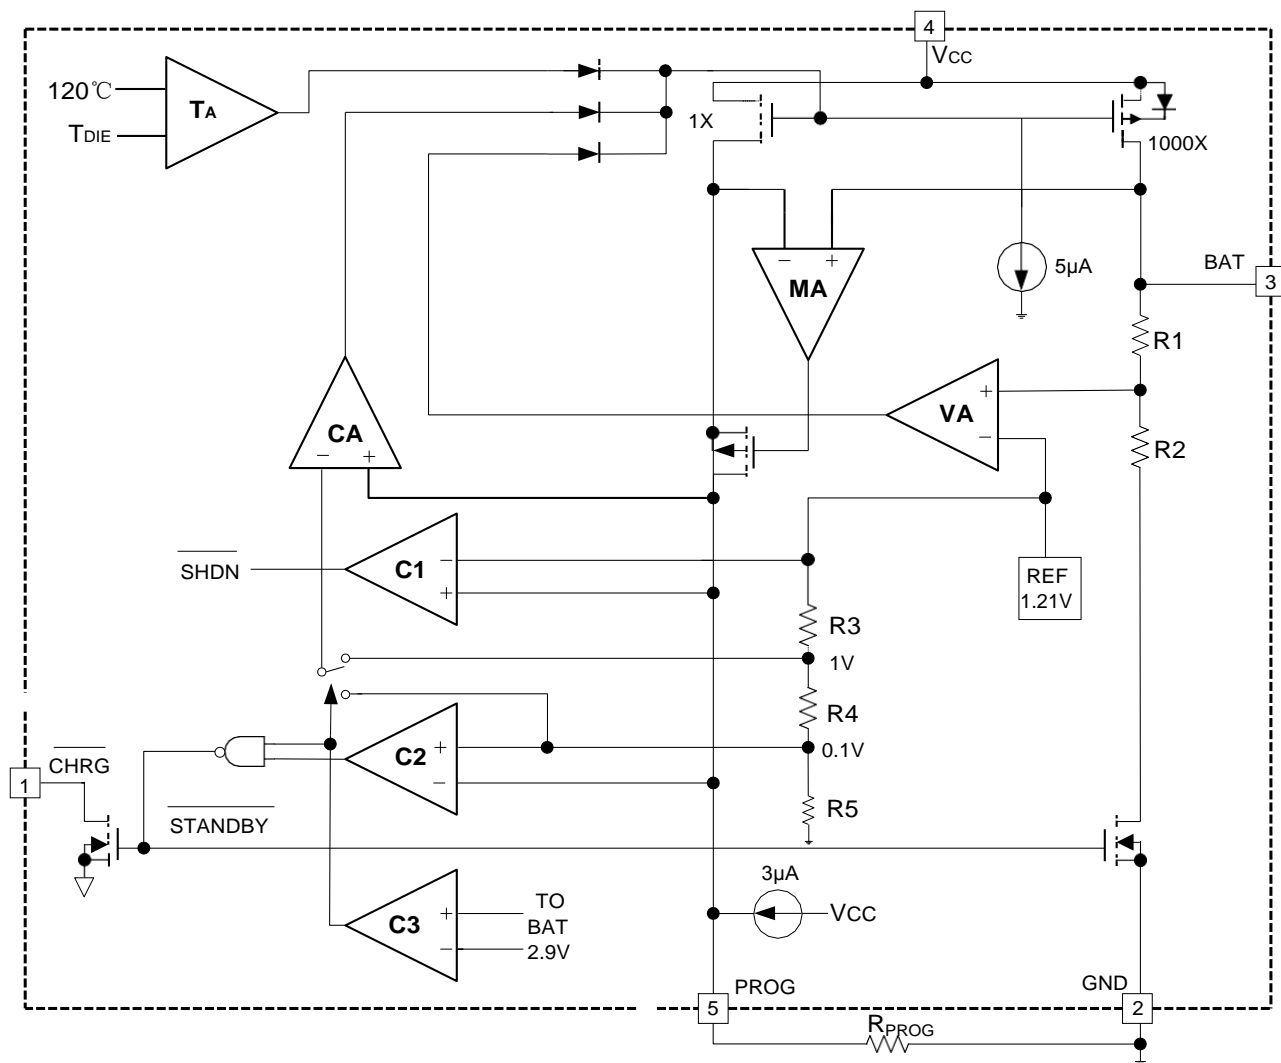 4
VCC
120℃
TA
TDIE
1X
1000X
− +
MA
5µA
BAT
3
R1
+
VA
−
R2
CA
− +
SHDN
C1
−
+
REF
1.21V
R3
1V
R4
0.1V
R5
C2
+
−
CHRG
1
STANDBY
3µA
VCC
C3
+
−
TO
BAT
2.9V
PROG
5
GND
2
RPROG